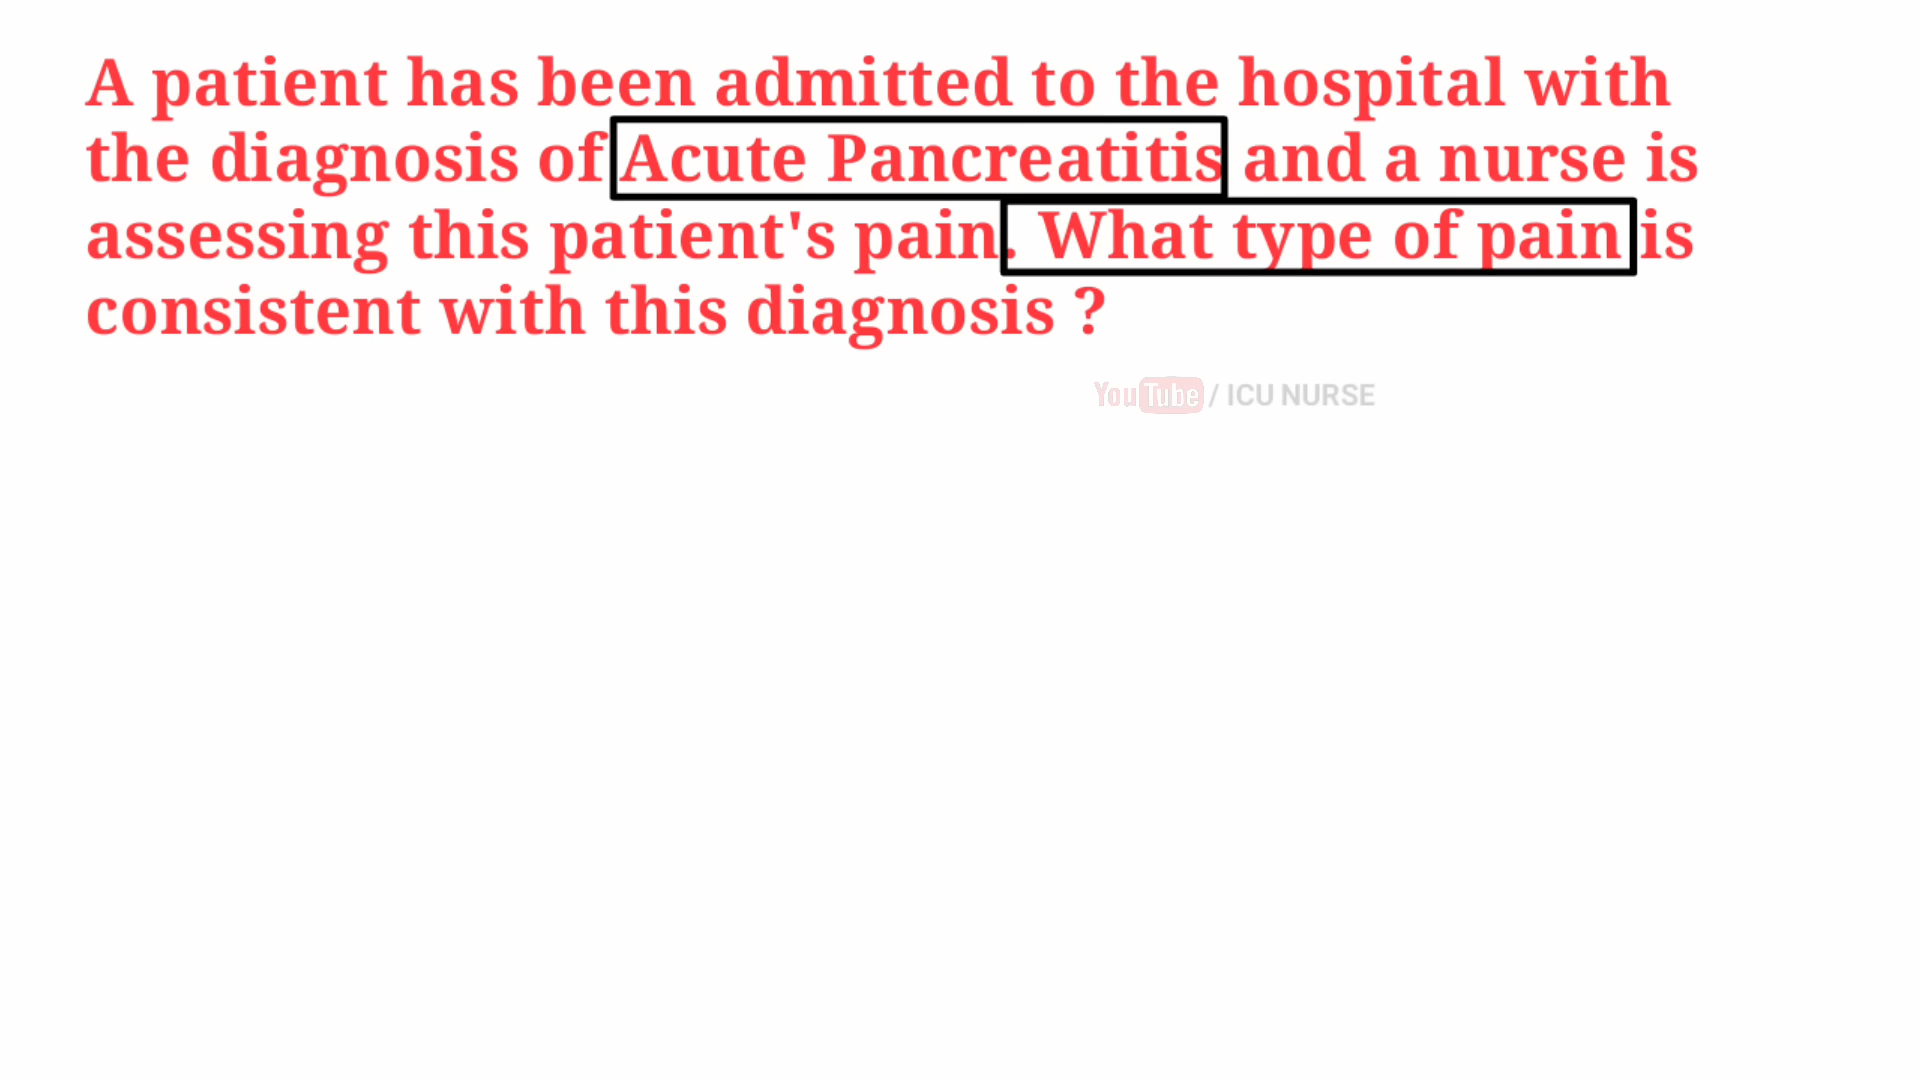 A patient has been admitted to the hospital with
the diagnosis of Acute Pancreatitis and a nurse is
assessing this patient's pain. What type of pain is
consistent with this diagnosis ?
YouTube / ICU NURSE